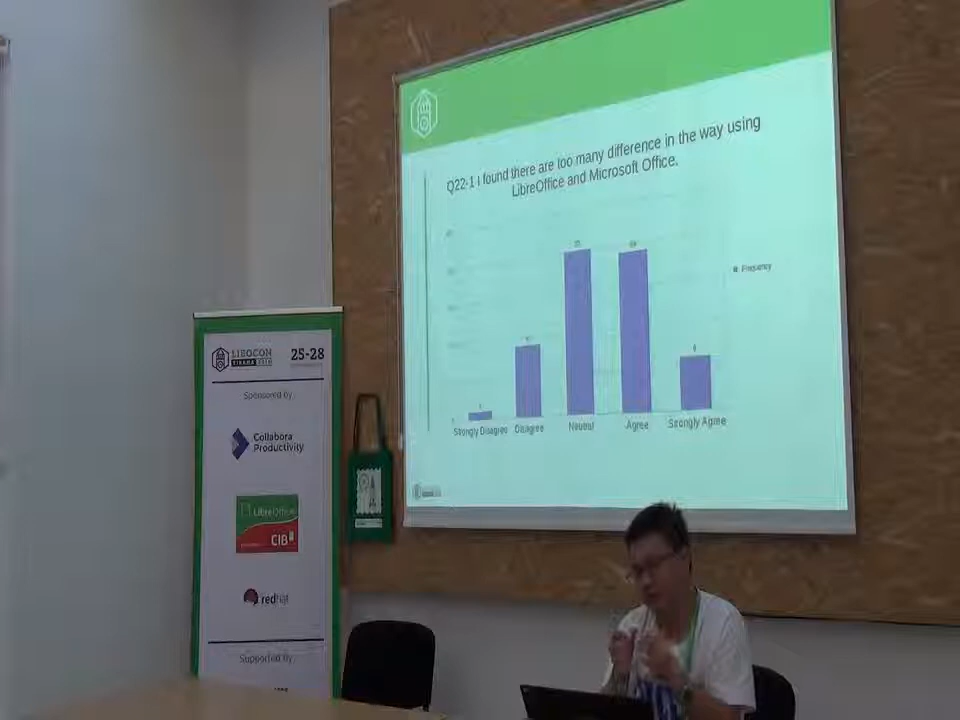 Q22-1 I found there are too many difference in the way using
LibreOffice and Microsoft Office.
Frequency
Strongly Disagree Disagree Neutral Agree Strongly Agree
LIBOCON
25-28
Sponsored by
Collabora
Productivity
LibreOffice
CIB
redhat
Supported by